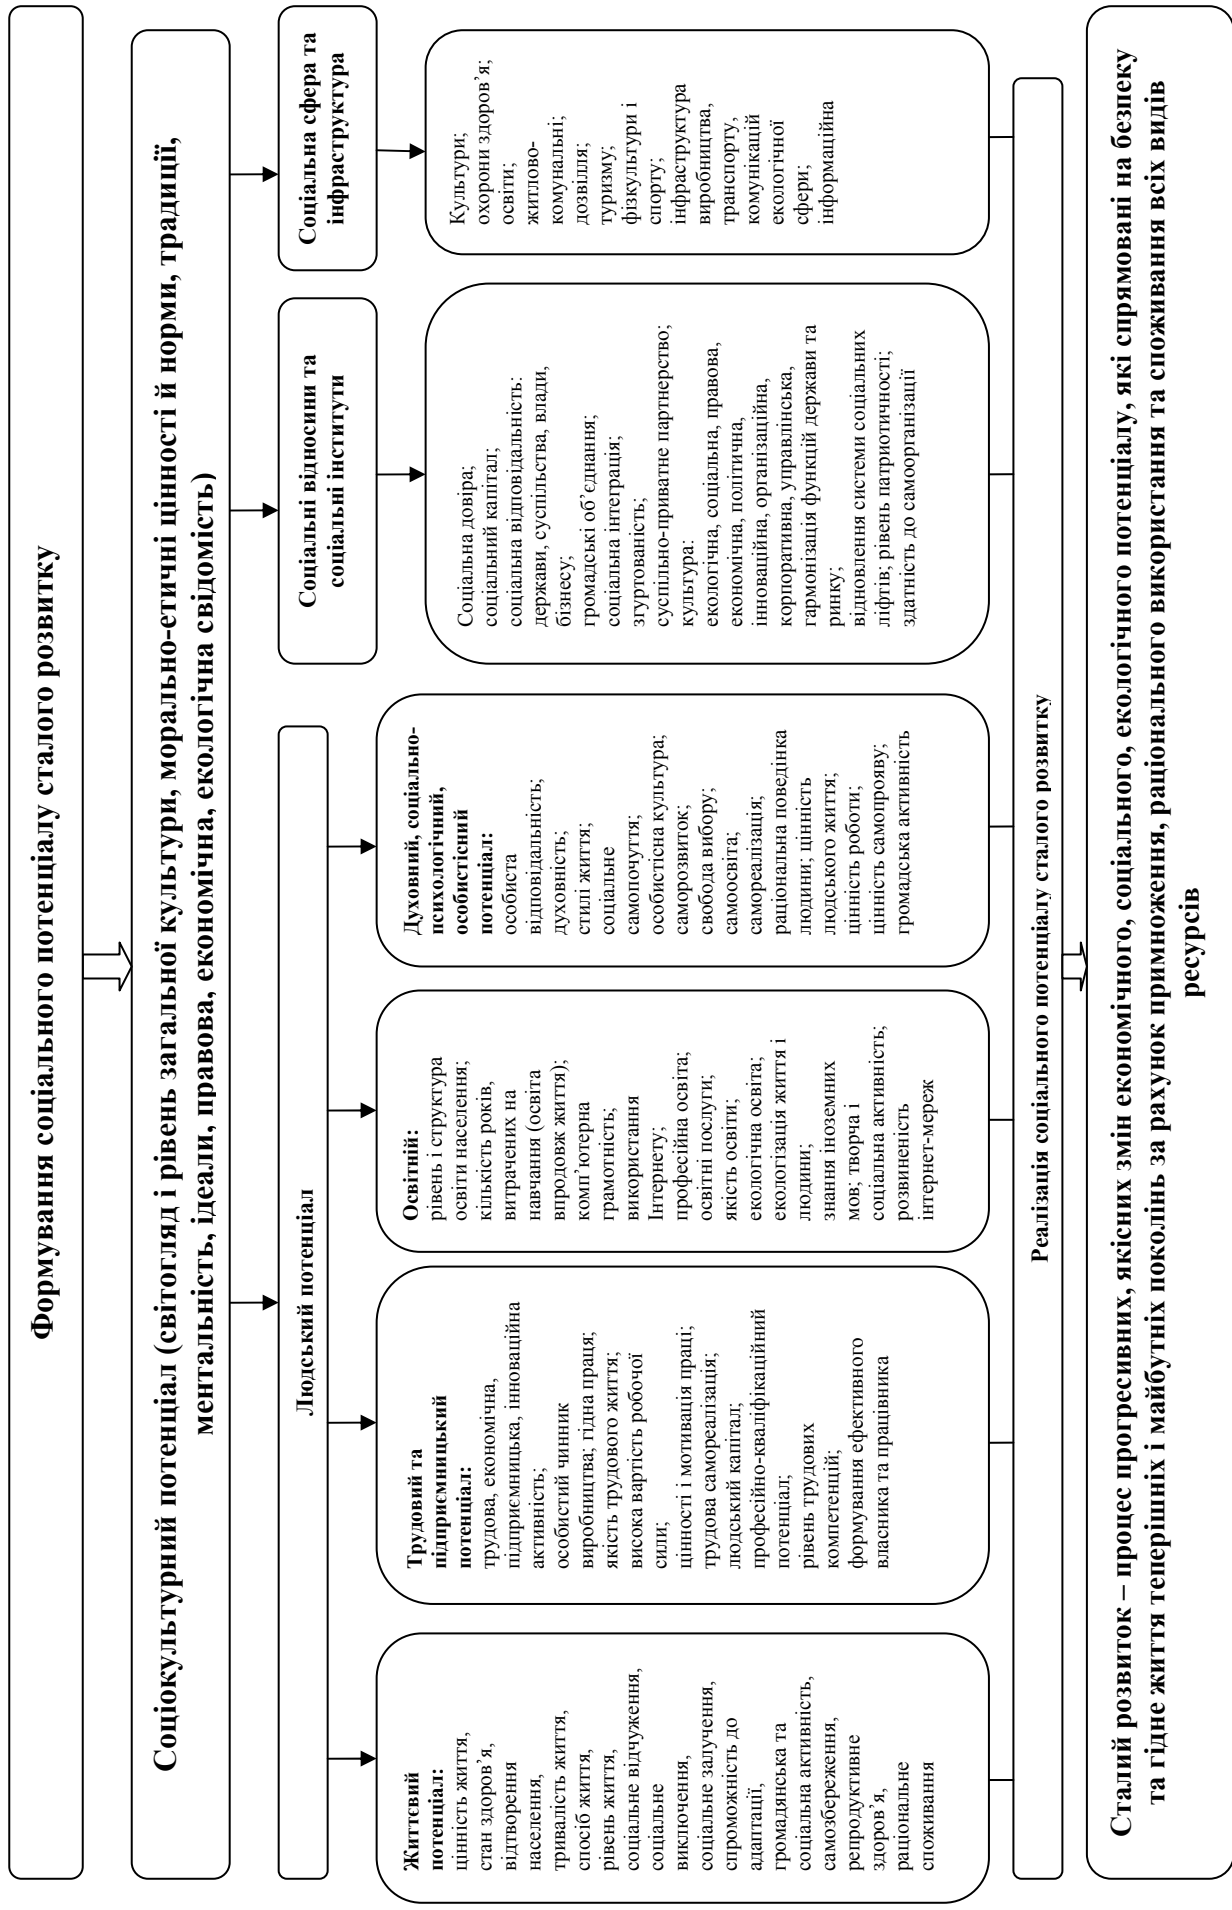 Формування соціального потенціалу сталого розвитку
Соціокультурний потенціал (світогляд і рівень загальної культури, морально-етичні цінності й норми, традиції,
ментальність, ідеали, правова, економічна, екологічна свідомість)
Людський потенціал
Соціальні відносини та
соціальні інститути
Соціальна сфера та
інфраструктура
Життєвий
потенціал:
цінність життя,
стан здоров’я,
відтворення
населення,
тривалість життя,
спосіб життя,
рівень життя,
соціальне відчуження,
соціальне
виключення,
соціальне залучення,
спроможність до
адаптації,
громадянська та
соціальна активність,
самозбереження,
репродуктивне
здоров’я,
раціональне
споживання
Трудовий та
підприємницький
потенціал:
трудова, економічна,
підприємницька, інноваційна
активність;
особистий чинник
виробництва; гідна праця;
якість трудового життя;
висока вартість робочої
сили;
цінності і мотивація праці;
трудова самореалізація;
людський капітал;
професійно-кваліфікаційний
потенціал;
рівень трудових
компетенцій;
формування ефективного
власника та працівника
Освітній:
рівень і структура
освіти населення;
кількість років,
витрачених на
навчання (освіта
впродовж життя);
комп’ютерна
грамотність;
використання
Інтернету;
професійна освіта;
освітні послуги;
якість освіти;
екологічна освіта;
екологізація життя і
людини;
знання іноземних
мов; творча і
соціальна активність;
розвиненість
інтернет-мереж
Духовний, соціально-
психологічний,
особистісний
потенціал:
особиста
відповідальність;
духовність;
стилі життя;
соціальне
самопочуття;
особистісна культура;
саморозвиток;
свобода вибору;
самоосвіта;
самореалізація;
раціональна поведінка
людини; цінність
людського життя;
цінність роботи;
цінність самопрояву;
громадська активність
Соціальна довіра;
соціальний капітал;
соціальна відповідальність:
держави, суспільства, влади,
бізнесу;
громадські об’єднання;
соціальна інтеграція;
згуртованість;
суспільно-приватне партнерство;
культура:
екологічна, соціальна, правова,
економічна, політична,
інноваційна, організаційна,
корпоративна, управлінська,
гармонізація функцій держави та
ринку;
відновлення системи соціальних
ліфтів; рівень патриотичності;
здатність до самоорганізації
Культури;
охорони здоров’я;
освіти;
житлово-
комунальні;
дозвілля;
туризму;
фізкультури і
спорту;
інфраструктура
виробництва,
транспорту,
комунікацій
екологічної
сфери;
інформаційна
Реалізація соціального потенціалу сталого розвитку
Сталий розвиток – процес прогресивних, якісних змін економічного, соціального, екологічного потенціалу, які спрямовані на безпеку
та гідне життя теперішніх і майбутніх поколінь за рахунок примноження, раціонального використання та споживання всіх видів
ресурсів